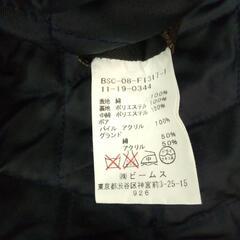 BSC-08-F1317-1
11-19-0344
表地 綿 100%
裏地 ポリエステル 100%
中綿 ポリエステル 100%
ボア
パイル アクリル 100%
グランド 綿 50%
アクリル 50%
㈱ ビームス
東京都渋谷区神宮前3-25-15
926